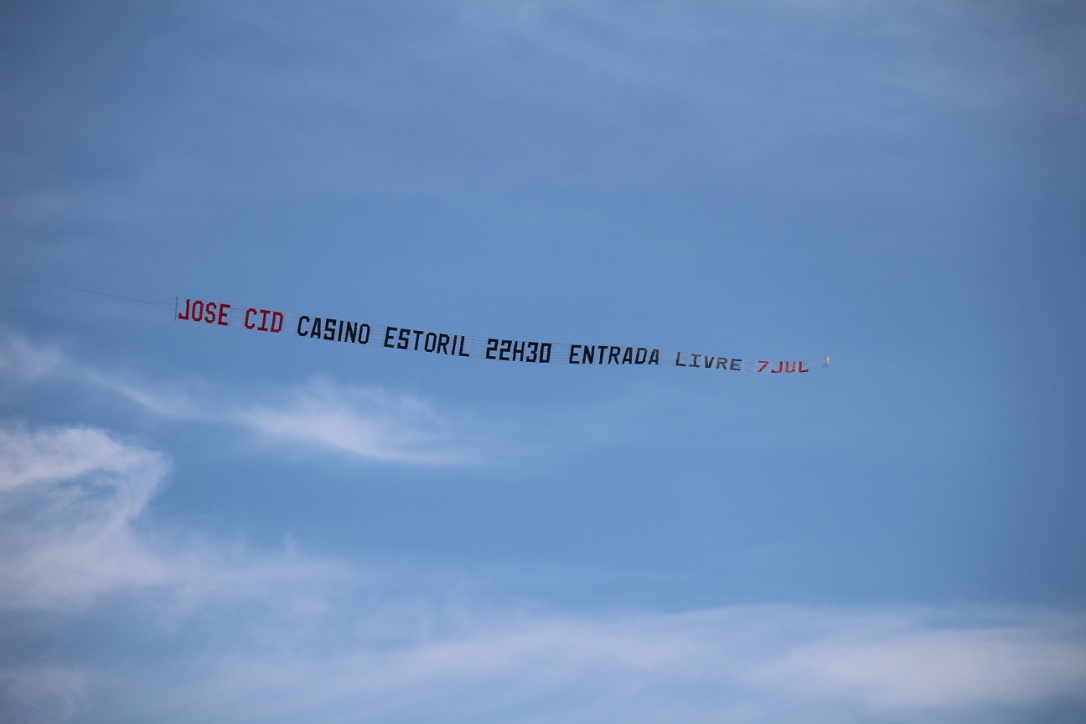 JOSE CID CASINO ESTORIL 22H30 ENTRADA LIVRE 7JUL